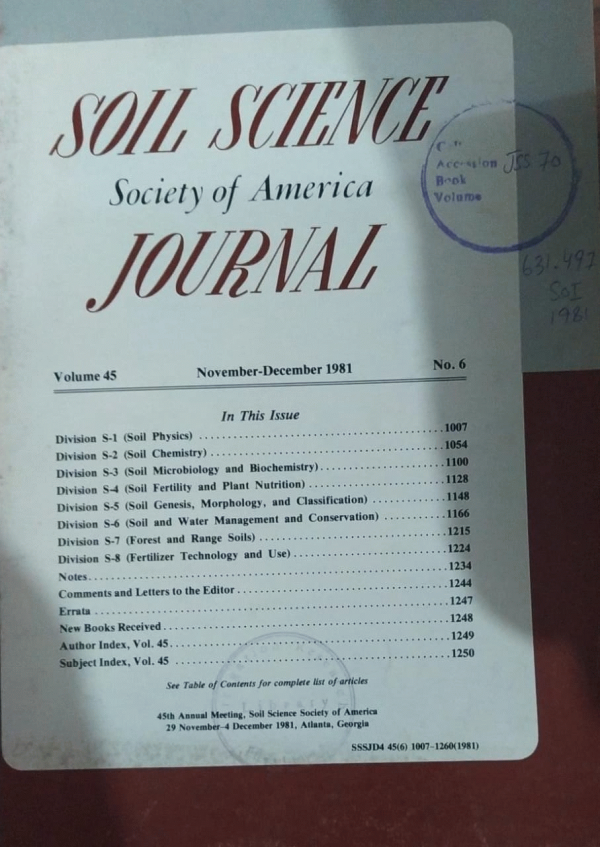 SOIL SCIENCE
Society of America
JOURNAL
Accession JSS 70
Book
Volume
631.497
SoI
1981
Volume 45 November-December 1981 No. 6
In This Issue
Division S-1 (Soil Physics) ..........1007
Division S-2 (Soil Chemistry) ..........1054
Division S-3 (Soil Microbiology and Biochemistry)..........1100
Division S-4 (Soil Fertility and Plant Nutrition) ..........1128
Division S-5 (Soil Genesis, Morphology, and Classification) ..........1148
Division S-6 (Soil and Water Management and Conservation) ..........1166
Division S-7 (Forest and Range Soils) ..........1215
Division S-8 (Fertilizer Technology and Use)..........1224
Notes..........1234
Comments and Letters to the Editor..........1244
Errata ..........1247
New Books Received..........1248
Author Index, Vol. 45..........1249
Subject Index, Vol. 45 ..........1250
See Table of Contents for complete list of articles
45th Annual Meeting, Soil Science Society of America
29 November-4 December 1981, Atlanta, Georgia
SSSJD4 45(6) 1007-1260(1981)